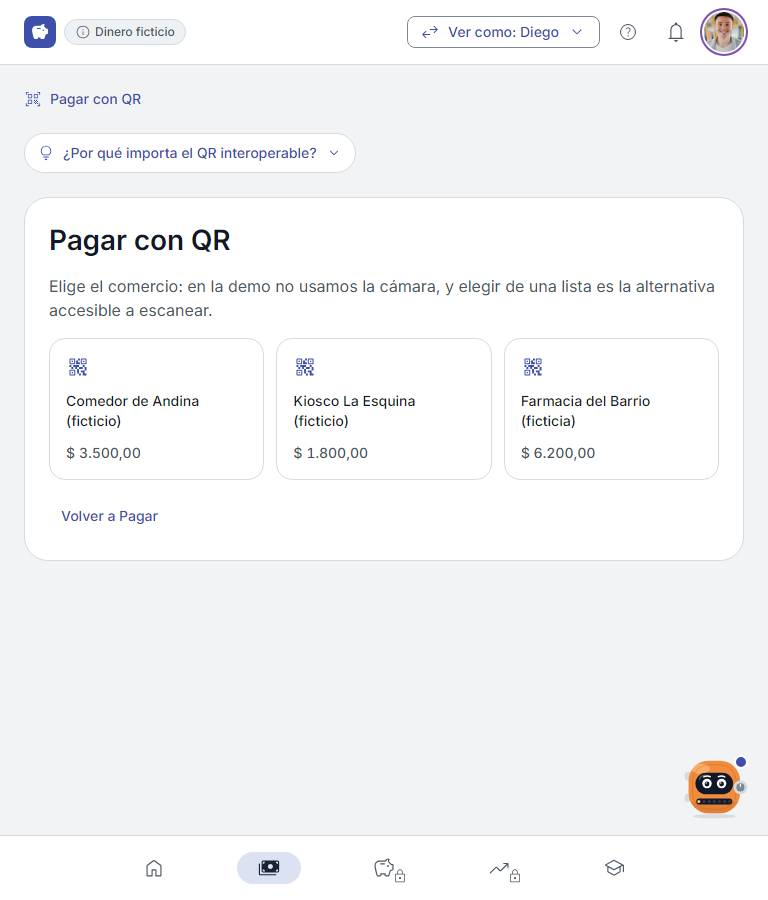 Dinero ficticio
Ver como: Diego
Pagar con QR
¿Por qué importa el QR interoperable?
Pagar con QR
Elige el comercio: en la demo no usamos la cámara, y elegir de una lista es la alternativa
accesible a escanear.
Comedor de Andina
(ficticio)
$ 3.500,00
Kiosco La Esquina
(ficticio)
$ 1.800,00
Farmacia del Barrio
(ficticia)
$ 6.200,00
Volver a Pagar